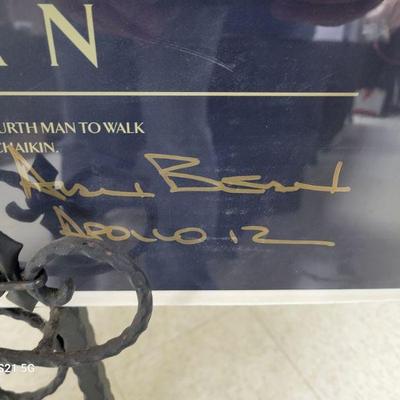 AN
URTH MAN TO WALK
CHAIKIN.
Alan Bean
APOLLO 12
S21 5G